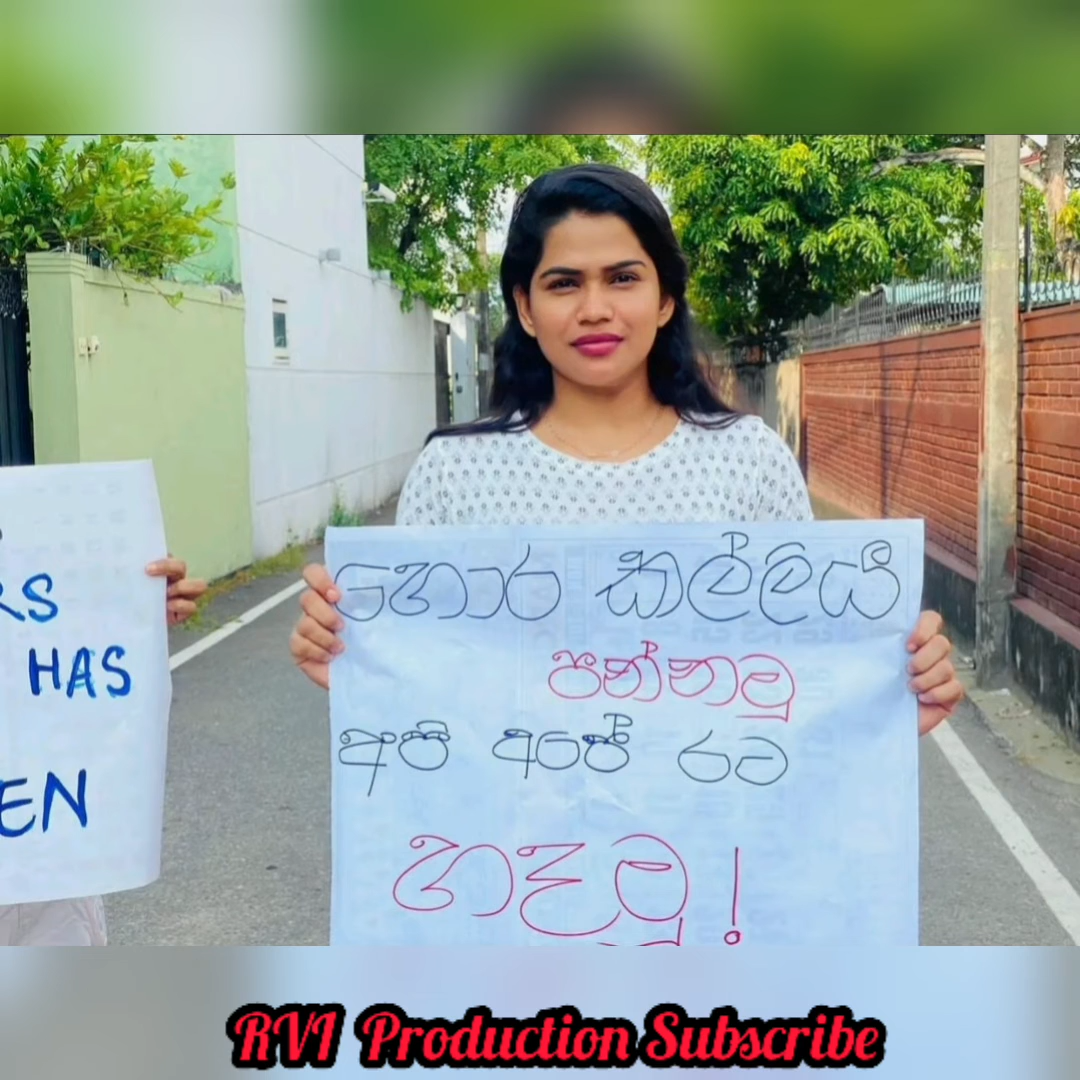 RS
HAS
EN
හොර කල්ලිය
පන්නමු
අපි අපේ රට
හදමු !
RVI Production Subscribe